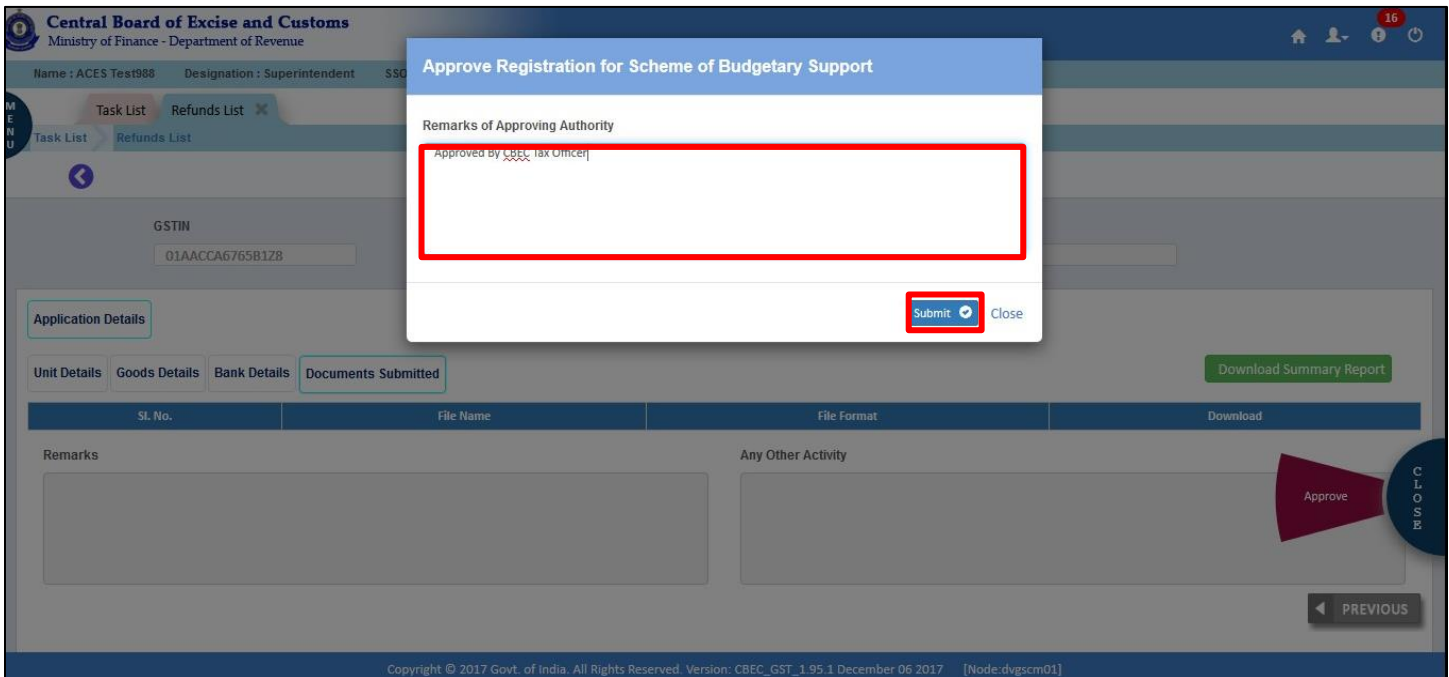 Central Board of Excise and Customs
Ministry of Finance - Department of Revenue
16
Name : ACES Test988 Designation : Superintendent SSO
Approve Registration for Scheme of Budgetary Support
MENU
Task List Refunds List
Task List Refunds List
Remarks of Approving Authority
Approved By CBEC Tax Officer
GSTIN
01AACCA6765B1Z8
Submit Close
Application Details
Unit Details Goods Details Bank Details Documents Submitted
Download Summary Report
Sl. No. File Name File Format Download
Remarks Any Other Activity
Approve
CLOSE
PREVIOUS
Copyright © 2017 Govt. of India. All Rights Reserved. Version: CBEC_GST_1.95.1 December 06 2017 [Node:dvgscm01]